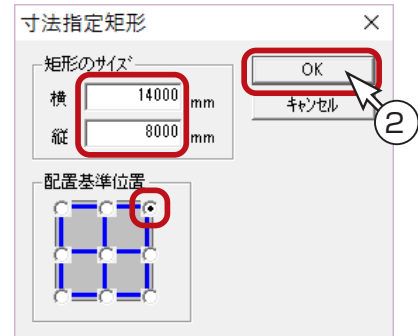 寸法指定矩形
矩形のサイズ
横 14000 mm
縦 8000 mm
OK
キャンセル
2
配置基準位置